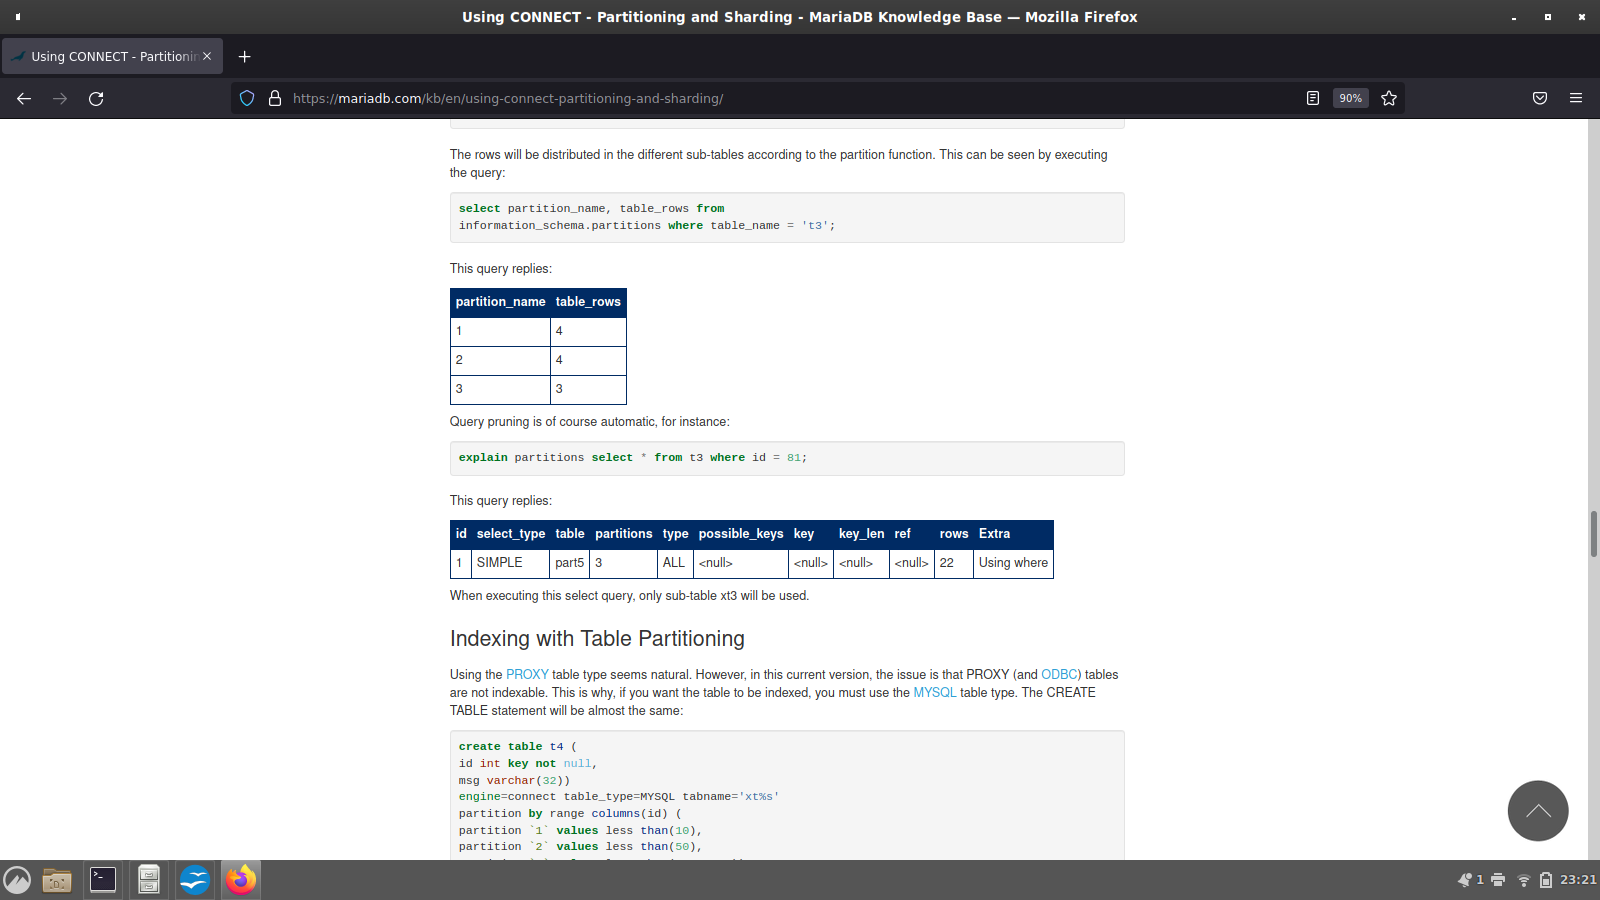 Using CONNECT - Partitioning and Sharding - MariaDB Knowledge Base — Mozilla Firefox
Using CONNECT - Partitionin
https://mariadb.com/kb/en/using-connect-partitioning-and-sharding/
90%
The rows will be distributed in the different sub-tables according to the partition function. This can be seen by executing
the query:
select partition_name, table_rows from
information_schema.partitions where table_name = 't3';
This query replies:
partition_name table_rows
1 4
2 4
3 3
Query pruning is of course automatic, for instance:
explain partitions select * from t3 where id = 81;
This query replies:
id select_type table partitions type possible_keys key key_len ref rows Extra
1 SIMPLE part5 3 ALL <null> <null> <null> <null> 22 Using where
When executing this select query, only sub-table xt3 will be used.
Indexing with Table Partitioning
Using the PROXY table type seems natural. However, in this current version, the issue is that PROXY (and ODBC) tables
are not indexable. This is why, if you want the table to be indexed, you must use the MYSQL table type. The CREATE
TABLE statement will be almost the same:
create table t4 (
id int key not null,
msg varchar(32))
engine=connect table_type=MYSQL tabname='xt%s'
partition by range columns(id) (
partition `1` values less than(10),
partition `2` values less than(50),
1
23:21